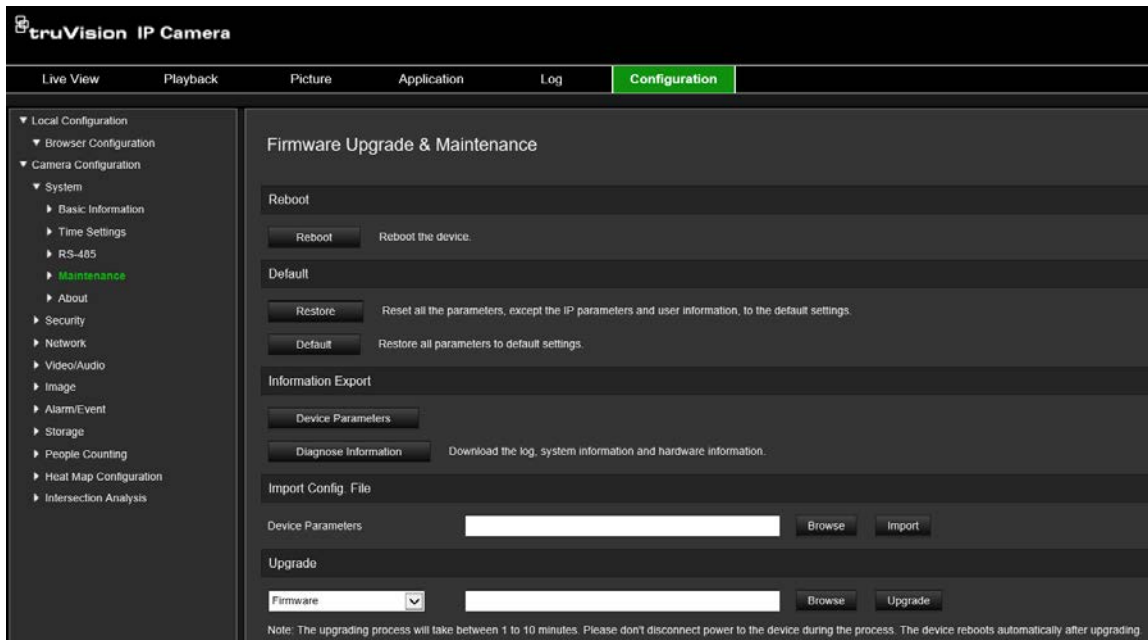 truVision IP Camera
Live View Playback Picture Application Log Configuration
Local Configuration
Browser Configuration
Camera Configuration
System
Basic Information
Time Settings
RS-485
Maintenance
About
Security
Network
Video/Audio
Image
Alarm/Event
Storage
People Counting
Heat Map Configuration
Intersection Analysis
Firmware Upgrade & Maintenance
Reboot
Reboot Reboot the device.
Default
Restore Reset all the parameters, except the IP parameters and user information, to the default settings.
Default Restore all parameters to default settings.
Information Export
Device Parameters
Diagnose Information Download the log, system information and hardware information.
Import Config. File
Device Parameters Browse Import
Upgrade
Firmware Browse Upgrade
Note: The upgrading process will take between 1 to 10 minutes. Please don't disconnect power to the device during the process. The device reboots automatically after upgrading